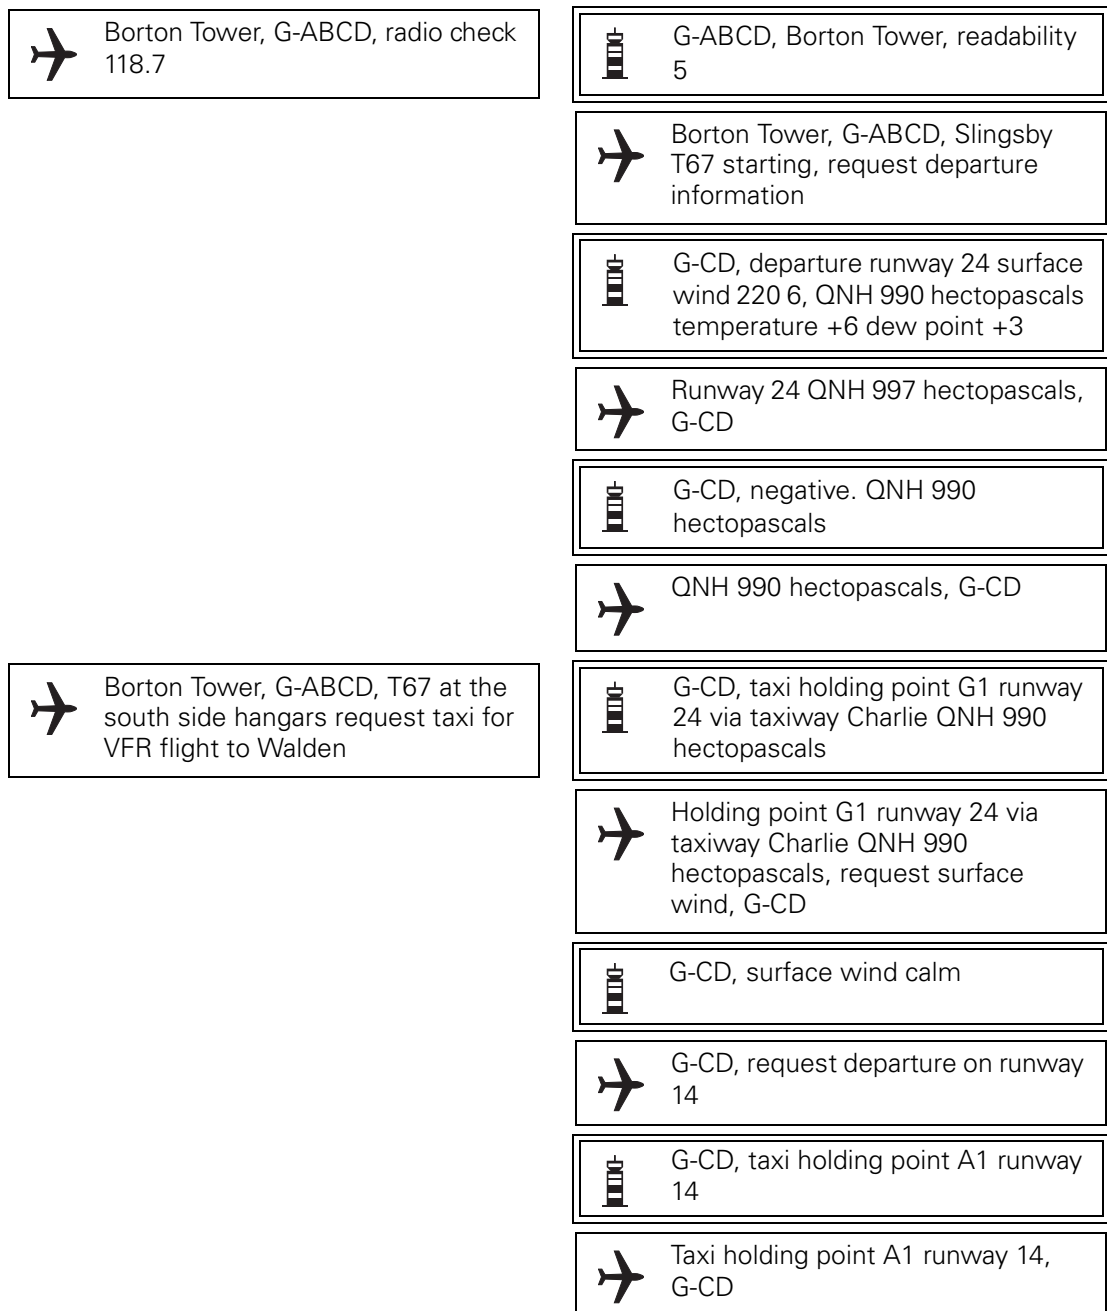 Borton Tower, G-ABCD, radio check
118.7
G-ABCD, Borton Tower, readability
5
Borton Tower, G-ABCD, Slingsby
T67 starting, request departure
information
G-CD, departure runway 24 surface
wind 220 6, QNH 990 hectopascals
temperature +6 dew point +3
Runway 24 QNH 997 hectopascals,
G-CD
G-CD, negative. QNH 990
hectopascals
QNH 990 hectopascals, G-CD
Borton Tower, G-ABCD, T67 at the
south side hangars request taxi for
VFR flight to Walden
G-CD, taxi holding point G1 runway
24 via taxiway Charlie QNH 990
hectopascals
Holding point G1 runway 24 via
taxiway Charlie QNH 990
hectopascals, request surface
wind, G-CD
G-CD, surface wind calm
G-CD, request departure on runway
14
G-CD, taxi holding point A1 runway
14
Taxi holding point A1 runway 14,
G-CD